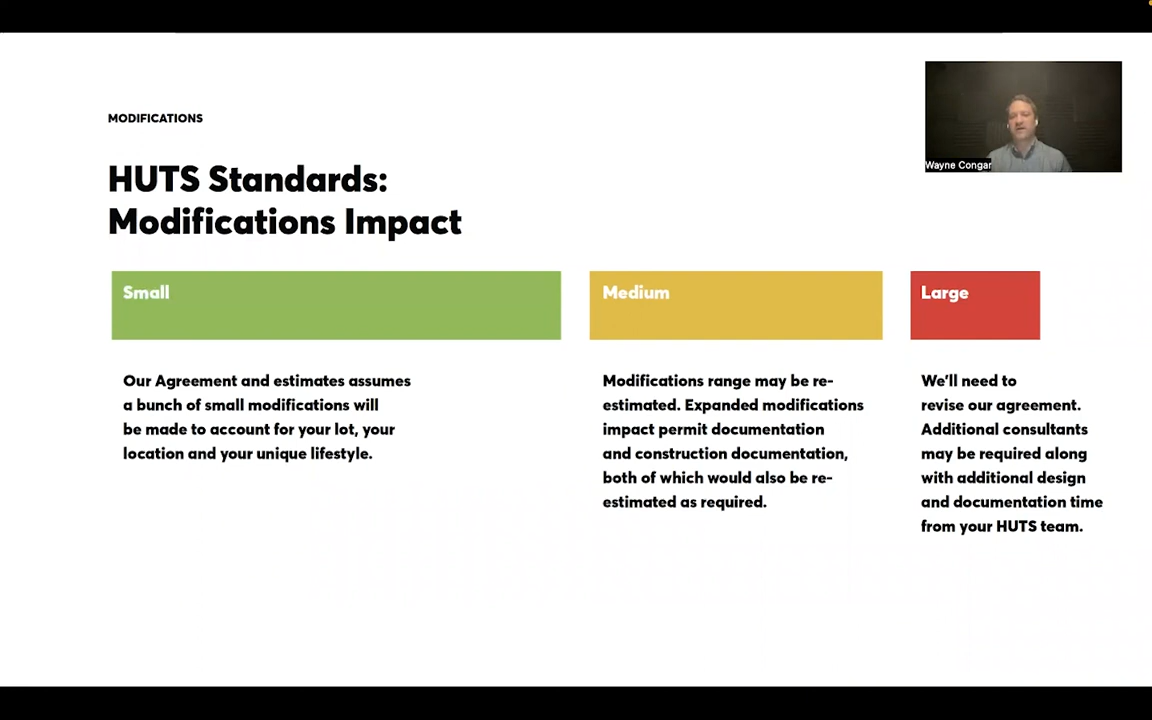 MODIFICATIONS
HUTS Standards:
Modifications Impact
Wayne Congar
Small
Our Agreement and estimates assumes
a bunch of small modifications will
be made to account for your lot, your
location and your unique lifestyle.
Medium
Modifications range may be re-
estimated. Expanded modifications
impact permit documentation
and construction documentation,
both of which would also be re-
estimated as required.
Large
We'll need to
revise our agreement.
Additional consultants
may be required along
with additional design
and documentation time
from your HUTS team.